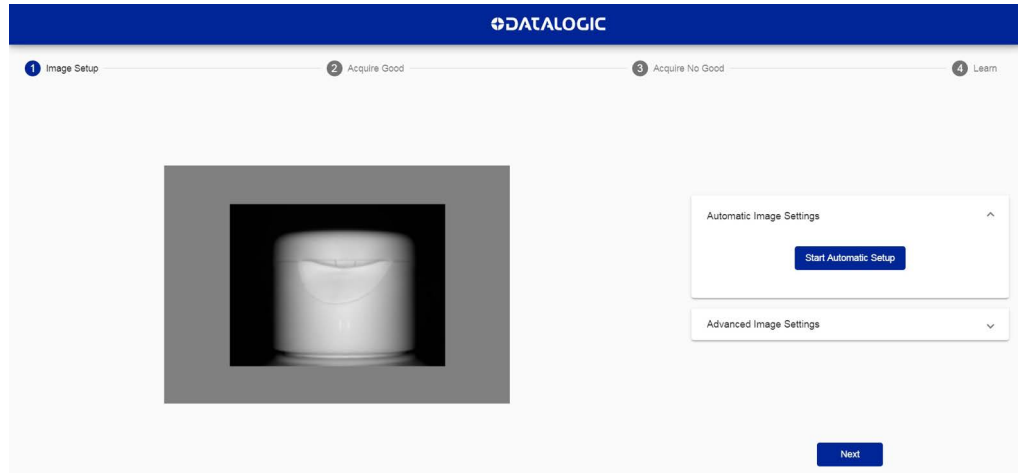 DATALOGIC
1 Image Setup
2 Acquire Good
3 Acquire No Good
4 Learn
Automatic Image Settings
Start Automatic Setup
Advanced Image Settings
Next